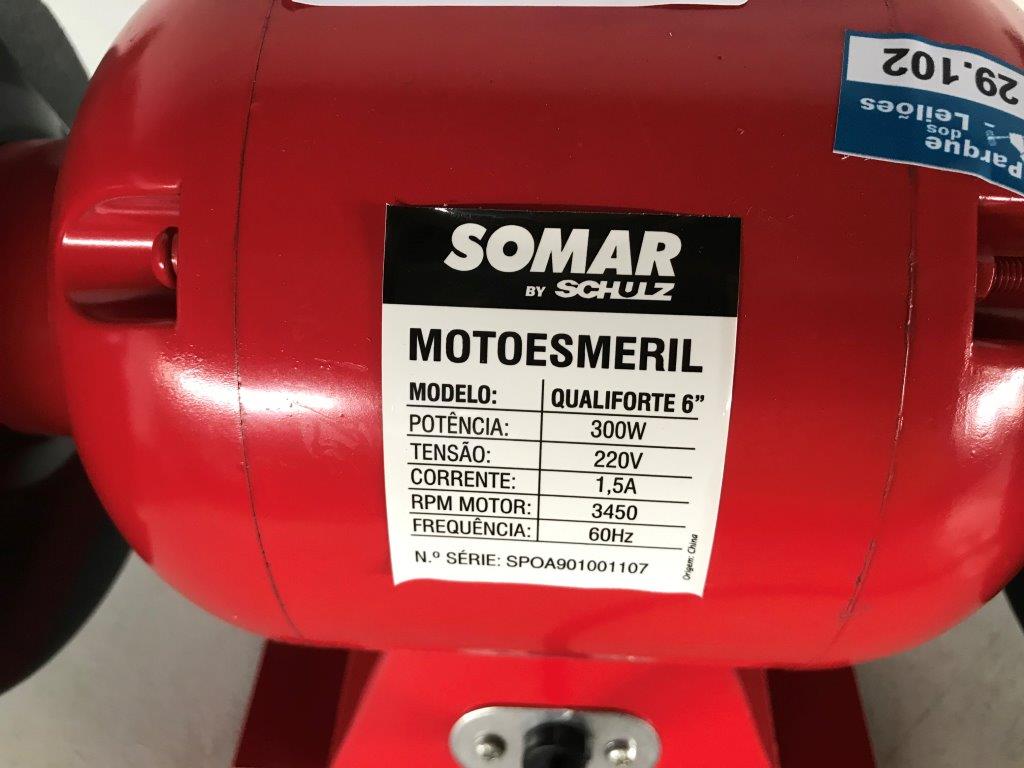 SOMAR
BY SCHULZ
MOTOESMERIL
MODELO: QUALIFORTE 6”
POTÊNCIA: 300W
TENSÃO: 220V
CORRENTE: 1,5A
RPM MOTOR: 3450
FREQUÊNCIA: 60Hz
N.º SÉRIE: SPOA901001107
Origem: China
Parque
dos
Leilões
29.102